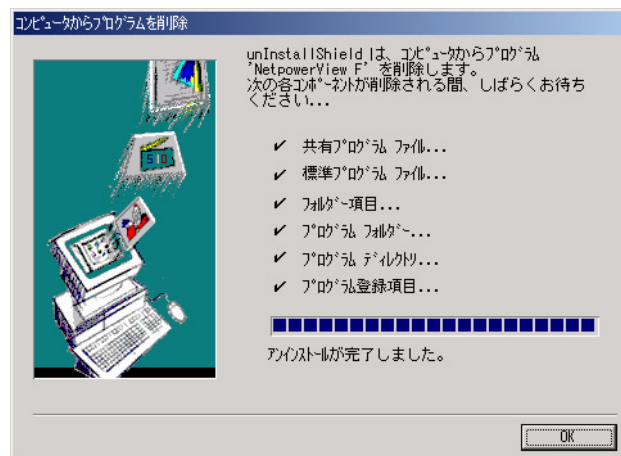 コンピュータからプログラムを削除
unInstallShield は、コンピュータからプログラム
'NetpowerView F' を削除します。
次の各コンポーネントが削除される間、しばらくお待ち
ください...
✔ 共有プログラム ファイル...
✔ 標準プログラム ファイル...
✔ フォルダー項目...
✔ プログラム フォルダー...
✔ プログラム ディレクトリ...
✔ プログラム登録項目...
アンインストールが完了しました。
OK